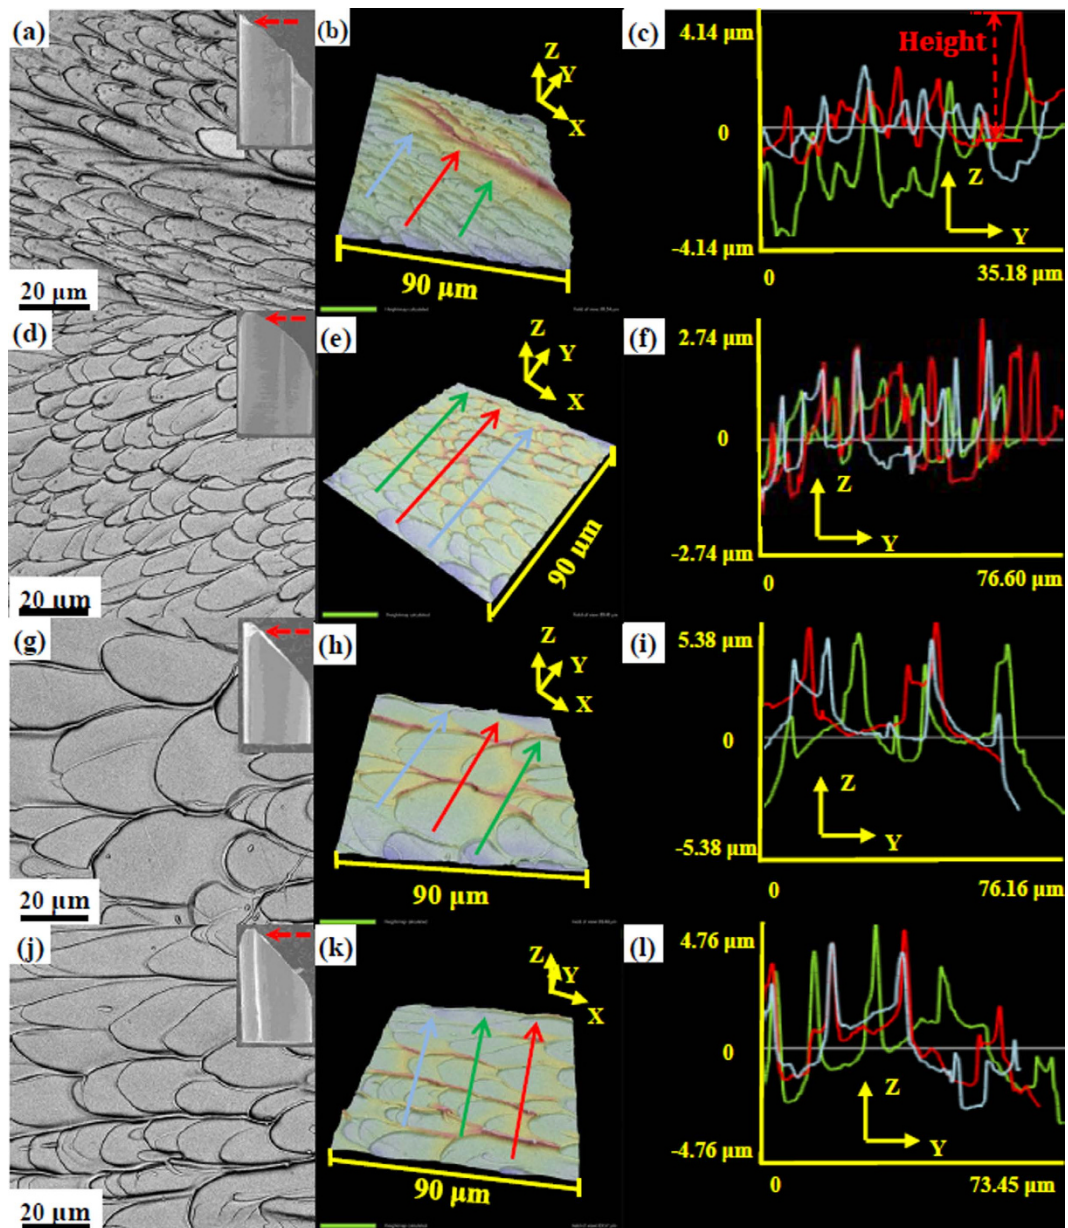 (a)
20 µm
(b)
Z
Y
X
90 µm
(c)
4.14 µm
Height
0
Z
Y
-4.14 µm
0
35.18 µm
(d)
20 µm
(e)
Z
Y
X
90 µm
(f)
2.74 µm
0
Z
Y
-2.74 µm
0
76.60 µm
(g)
20 µm
(h)
Z
Y
X
90 µm
(i)
5.38 µm
0
Z
Y
-5.38 µm
0
76.16 µm
(j)
20 µm
(k)
Z
Y
X
90 µm
(l)
4.76 µm
0
Z
Y
-4.76 µm
0
73.45 µm